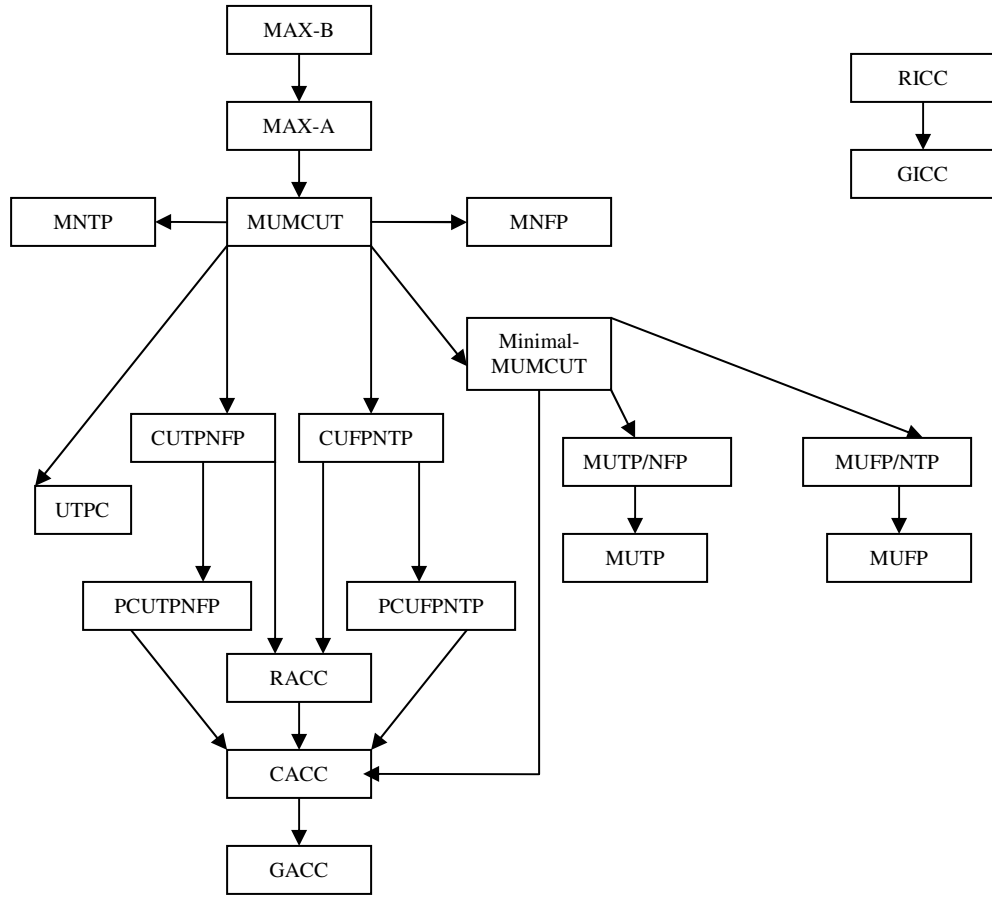 MAX-B
RICC
MAX-A
GICC
MNTP
MUMCUT
MNFP
Minimal-
MUMCUT
CUTPNFP
CUFPNTP
MUTP/NFP
MUFP/NTP
UTPC
MUTP
MUFP
PCUTPNFP
PCUFPNTP
RACC
CACC
GACC